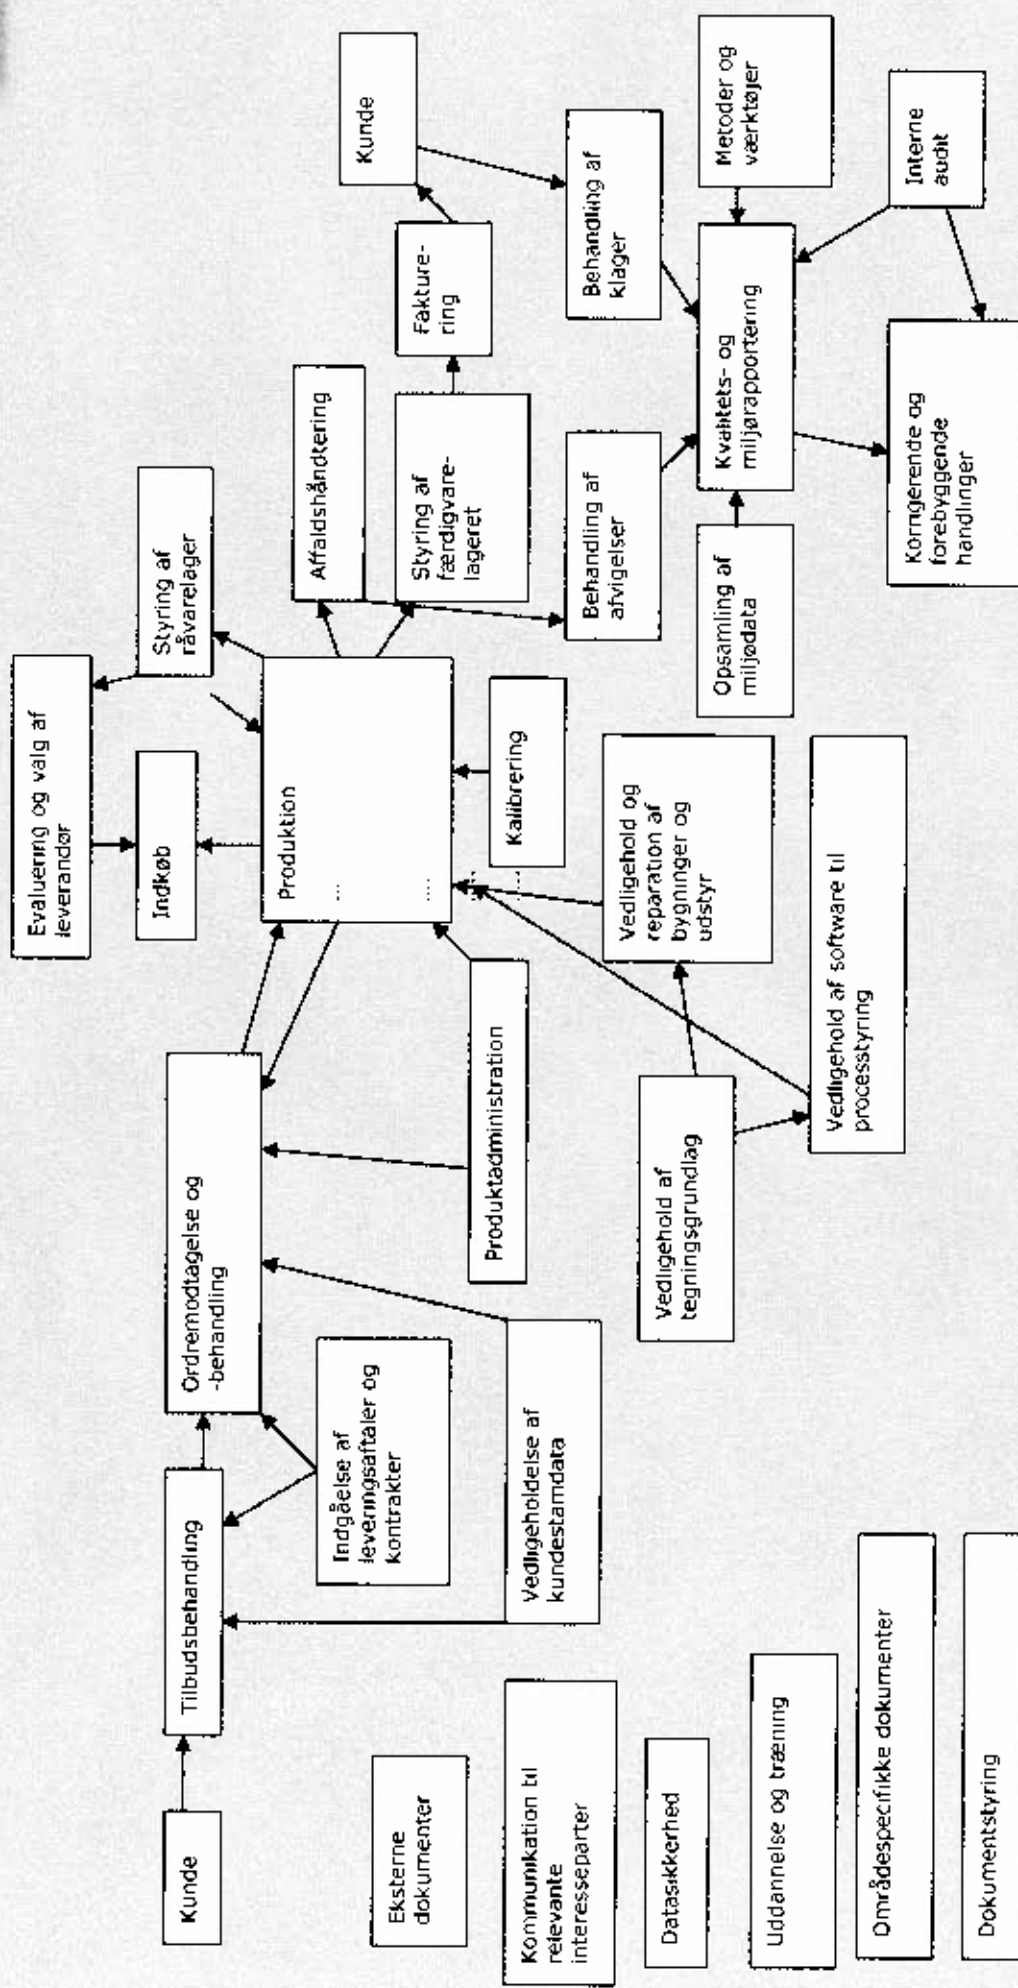 Kunde
Tilbudsbehandling
Ordremodtagelse og
-behandling
Indgåelse af
leveringsaftaler og
kontrakter
Vedligeholdelse af
kundestamdata
Produktadministration
Evaluering og valg af
leverandør
Indkøb
Styring af
råvarelager
Produktion
....
....
Kalibrering
Affaldshåndtering
Styring af
færdigvare-
lageret
Fakture-
ring
Kunde
Behandling af
klager
Behandling af
afvigelser
Metoder og
værktøjer
Kvalitets- og
miljørapportering
Opsamling af
miljødata
Interne
audit
Korrigerende og
forebyggende
handlinger
Vedligehold og
reparation af
bygninger og
udstyr
Vedligehold af
tegningsgrundlag
Vedligehold af software til
processtyring
Eksterne
dokumenter
Kommunikation til
relevante
interesseparter
Datasikkerhed
Uddannelse og træning
Områdespecifikke dokumenter
Dokumentstyring